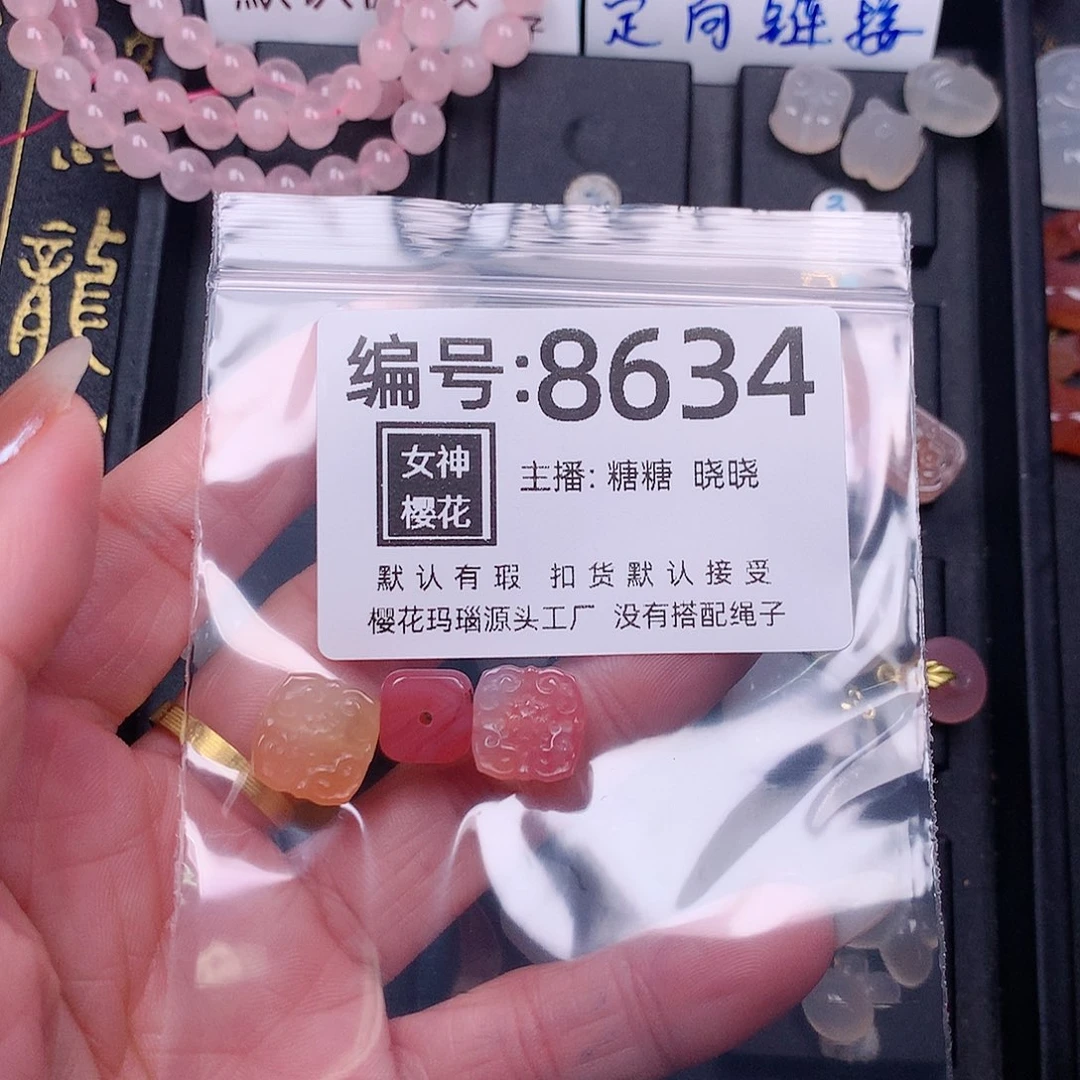 定向链接
龍
编号:8634
女神
樱花
主播: 糖糖 晓晓
默认有瑕 扣货默认接受
樱花玛瑙源头工厂 没有搭配绳子
3